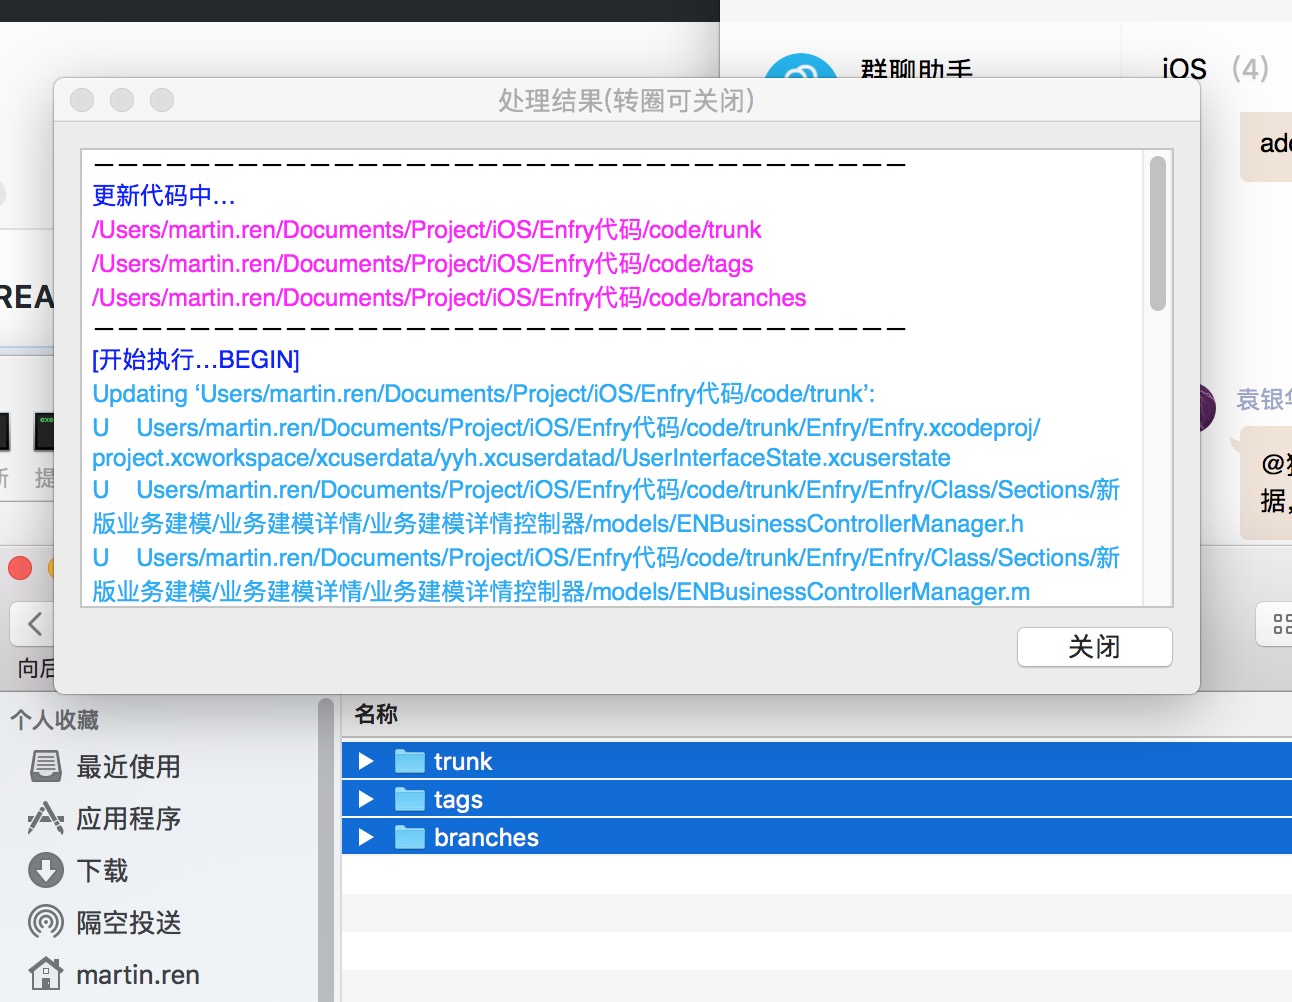 群聊助手
iOS (4)
处理结果(转圈可关闭)
————————————————————————————————————
更新代码中...
/Users/martin.ren/Documents/Project/iOS/Enfry代码/code/trunk
/Users/martin.ren/Documents/Project/iOS/Enfry代码/code/tags
/Users/martin.ren/Documents/Project/iOS/Enfry代码/code/branches
————————————————————————————————————
[开始执行...BEGIN]
Updating ‘Users/martin.ren/Documents/Project/iOS/Enfry代码/code/trunk’:
U Users/martin.ren/Documents/Project/iOS/Enfry代码/code/trunk/Enfry/Enfry.xcodeproj/
project.xcworkspace/xcuserdata/yyh.xcuserdatad/UserInterfaceState.xcuserstate
U Users/martin.ren/Documents/Project/iOS/Enfry代码/code/trunk/Enfry/Enfry/Class/Sections/新
版业务建模/业务建模详情/业务建模详情控制器/models/ENBusinessControllerManager.h
U Users/martin.ren/Documents/Project/iOS/Enfry代码/code/trunk/Enfry/Enfry/Class/Sections/新
版业务建模/业务建模详情/业务建模详情控制器/models/ENBusinessControllerManager.m
关闭
REA
袁银
据,
向后
名称
trunk
tags
branches
个人收藏
最近使用
应用程序
下载
隔空投送
martin.ren